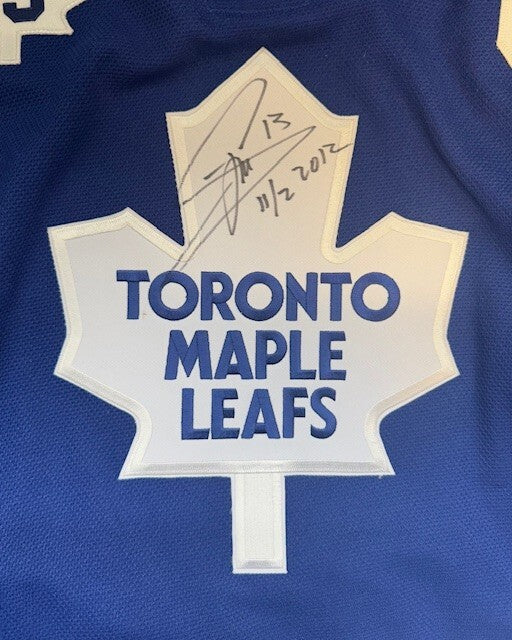 13
11/2 2012
TORONTO
MAPLE
LEAFS